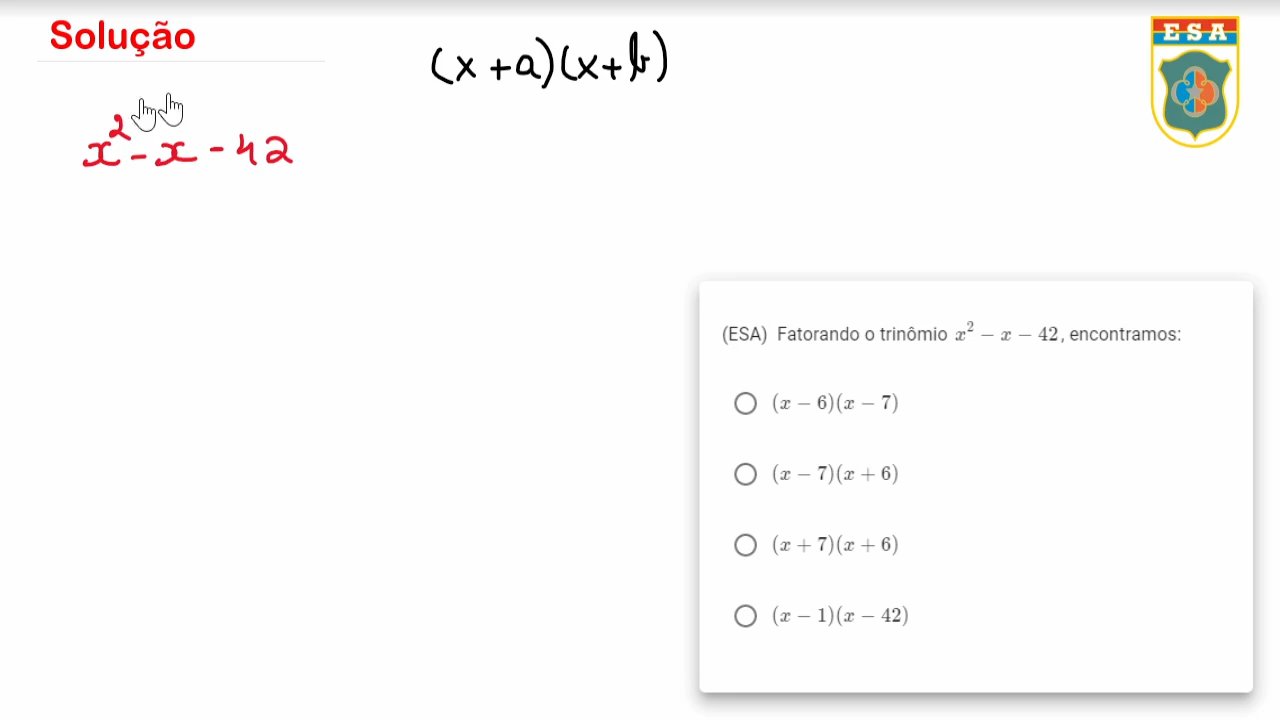 Solução
(x + a)(x + b)
ESA
x² - x - 42
(ESA) Fatorando o trinômio x² − x − 42, encontramos:
(x − 6)(x − 7)
(x − 7)(x + 6)
(x + 7)(x + 6)
(x − 1)(x − 42)